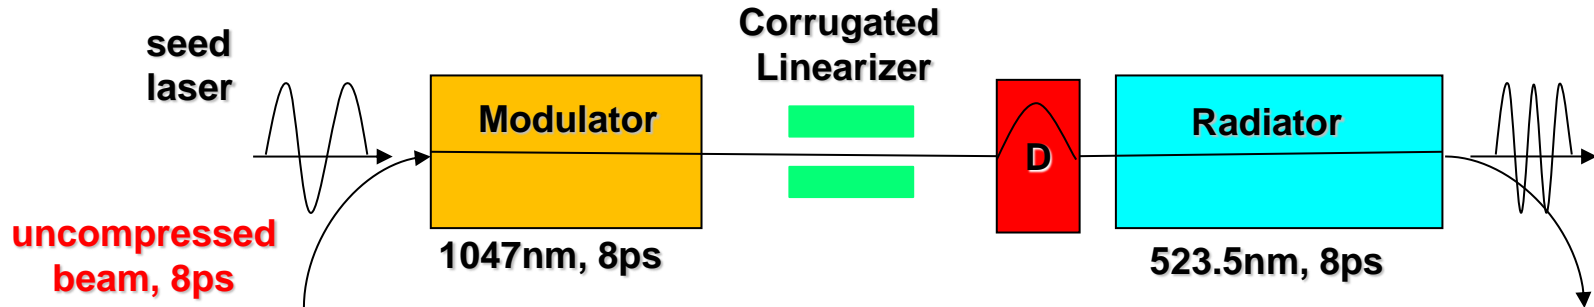 seed
laser
uncompressed
beam, 8ps
Modulator
1047nm, 8ps
Corrugated
Linearizer
D
Radiator
523.5nm, 8ps